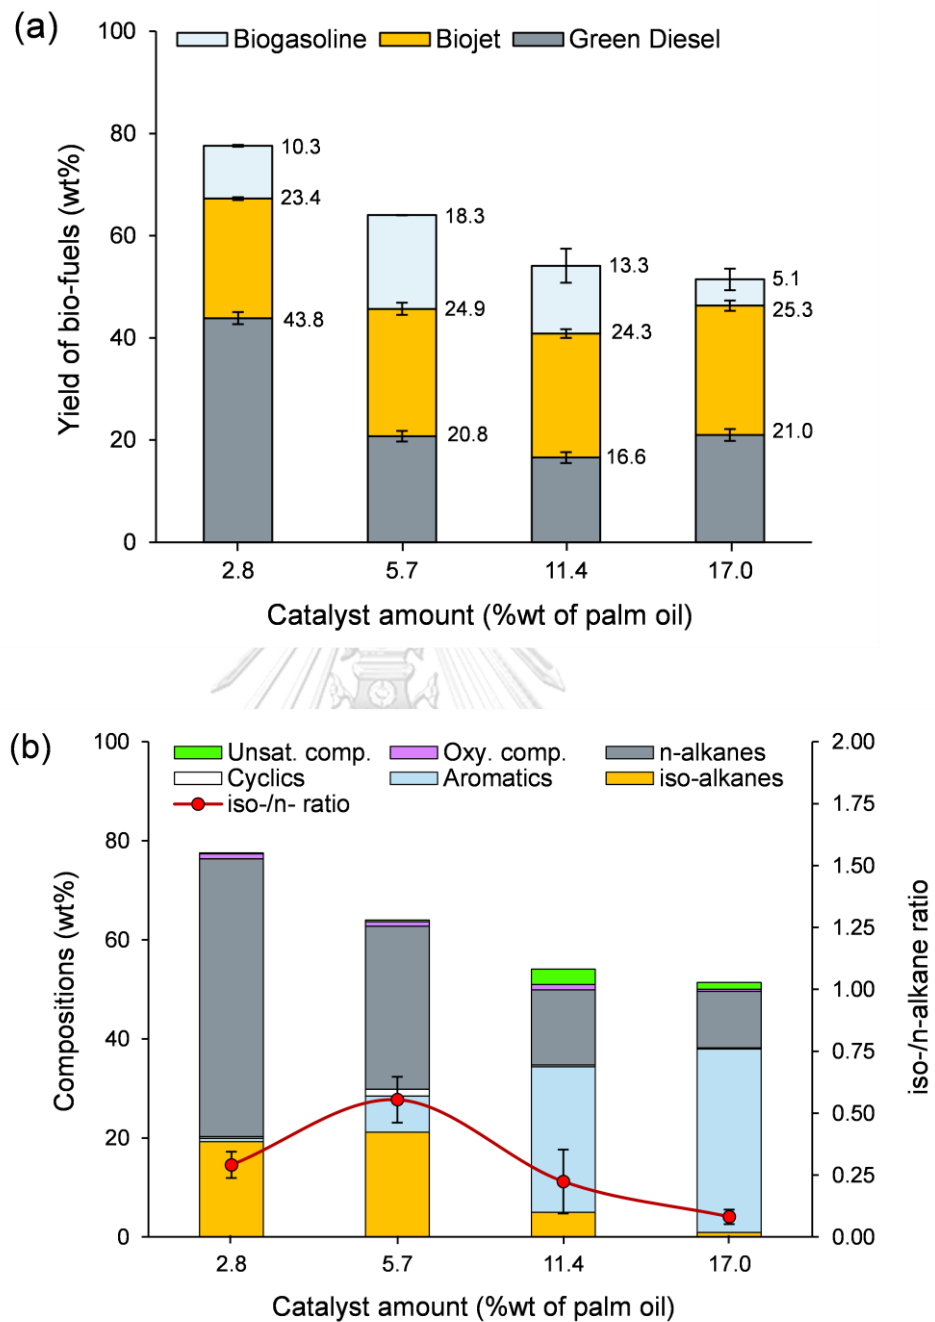 (a)
100
80
60
40
20
0
Yield of bio-fuels (wt%)
Biogasoline Biojet Green Diesel
10.3
23.4
43.8
18.3
24.9
20.8
13.3
24.3
16.6
5.1
25.3
21.0
2.8 5.7 11.4 17.0
Catalyst amount (%wt of palm oil)
(b)
100
80
60
40
20
0
Compositions (wt%)
Unsat. comp. Oxy. comp. n-alkanes
Cyclics Aromatics iso-alkanes
iso-/n- ratio
2.00
1.75
1.50
1.25
1.00
0.75
0.50
0.25
0.00
iso-/n-alkane ratio
2.8 5.7 11.4 17.0
Catalyst amount (%wt of palm oil)